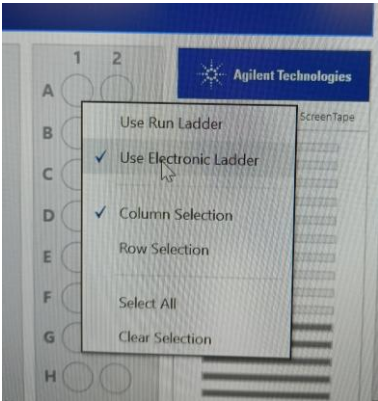 1 2
Agilent Technologies
A
ScreenTape
Use Run Ladder
B
✓ Use Electronic Ladder
C
✓ Column Selection
D
Row Selection
E
Select All
F
Clear Selection
G
H